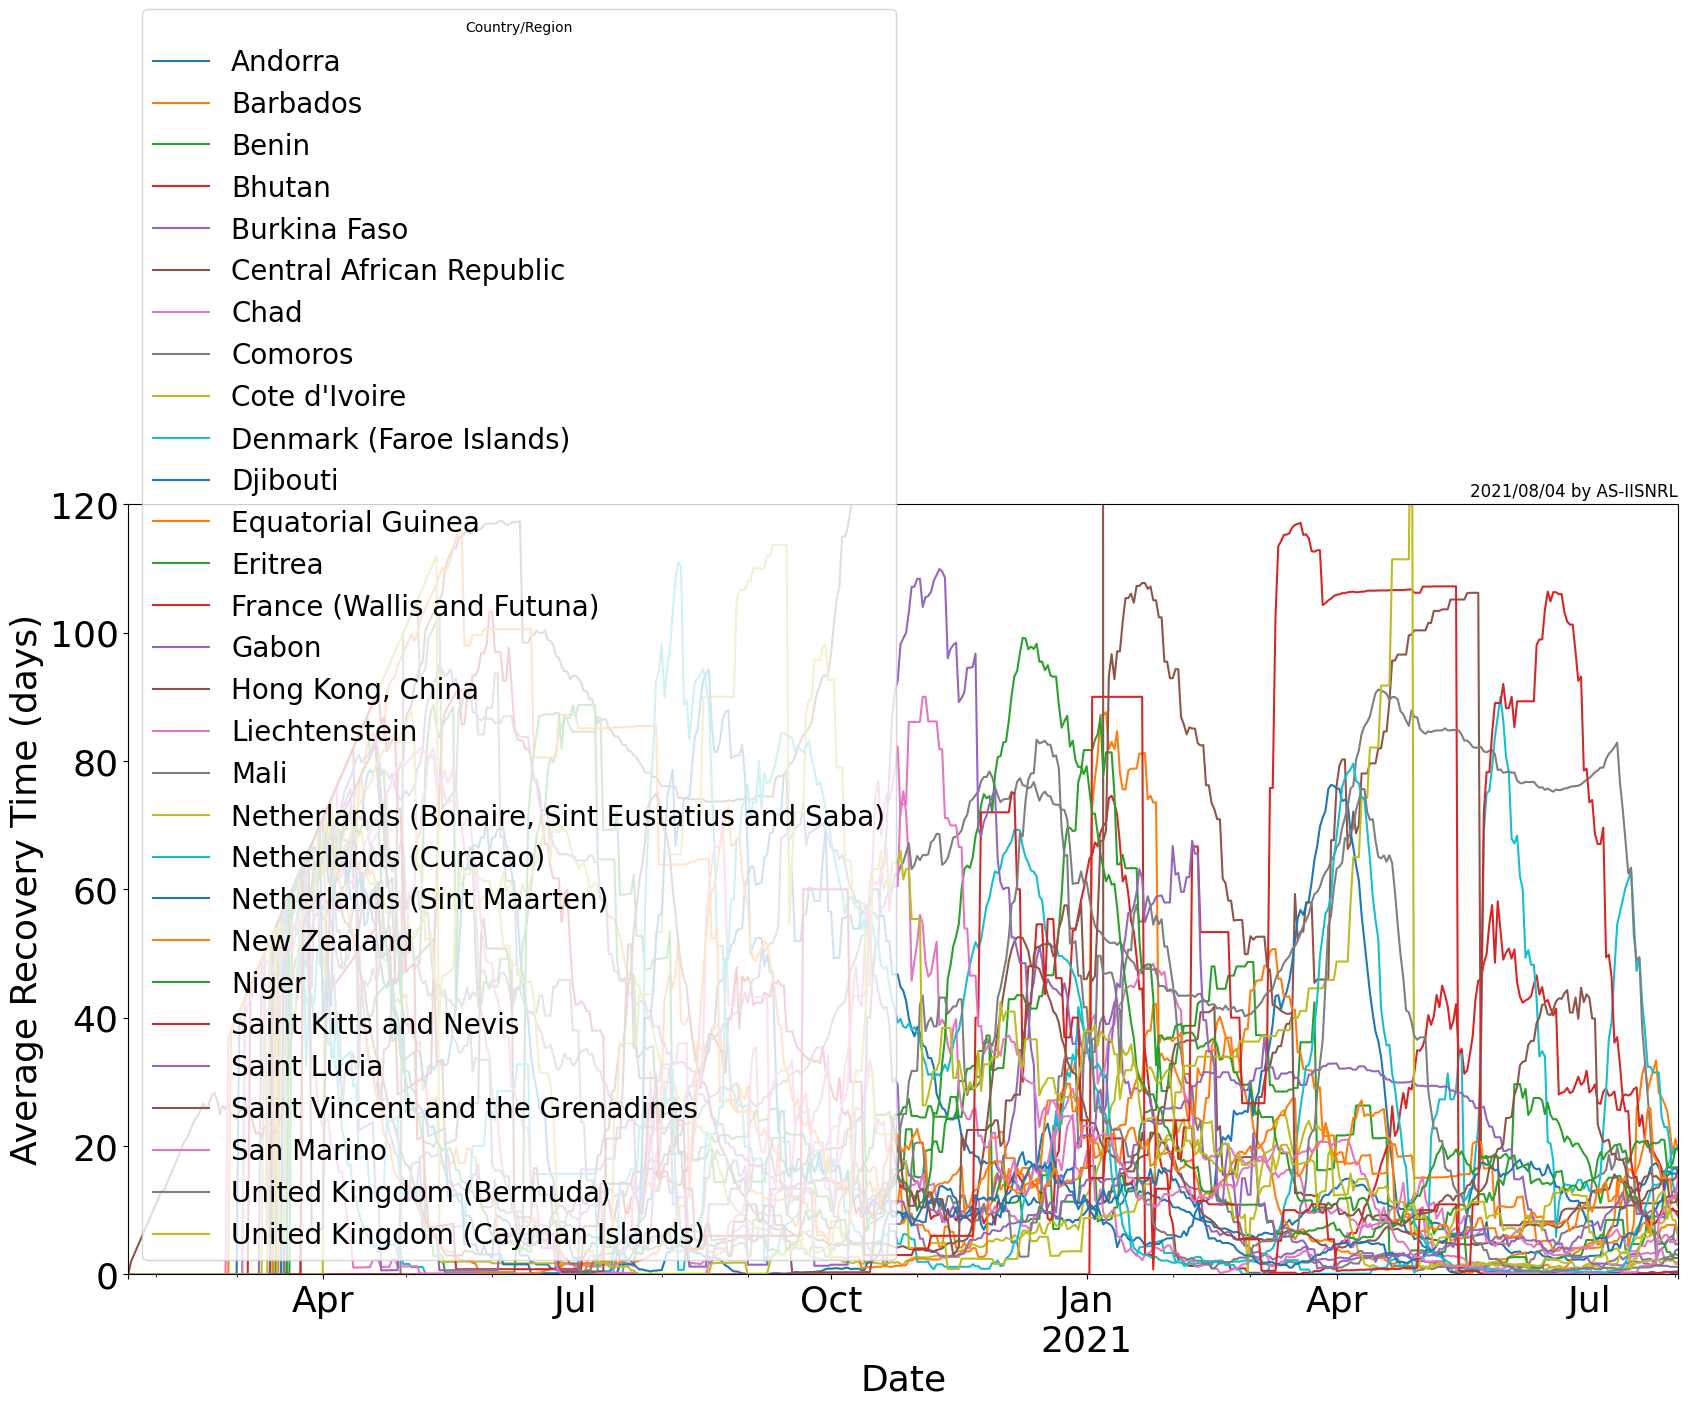 Country/Region
Andorra
Barbados
Benin
Bhutan
Burkina Faso
Central African Republic
Chad
Comoros
Cote d'Ivoire
Denmark (Faroe Islands)
Djibouti
Equatorial Guinea
Eritrea
France (Wallis and Futuna)
Gabon
Hong Kong, China
Liechtenstein
Mali
Netherlands (Bonaire, Sint Eustatius and Saba)
Netherlands (Curacao)
Netherlands (Sint Maarten)
New Zealand
Niger
Saint Kitts and Nevis
Saint Lucia
Saint Vincent and the Grenadines
San Marino
United Kingdom (Bermuda)
United Kingdom (Cayman Islands)
2021/08/04 by AS-IISNRL
Average Recovery Time (days)
120
100
80
60
40
20
0
Apr Jul Oct Jan Apr Jul
2021
Date